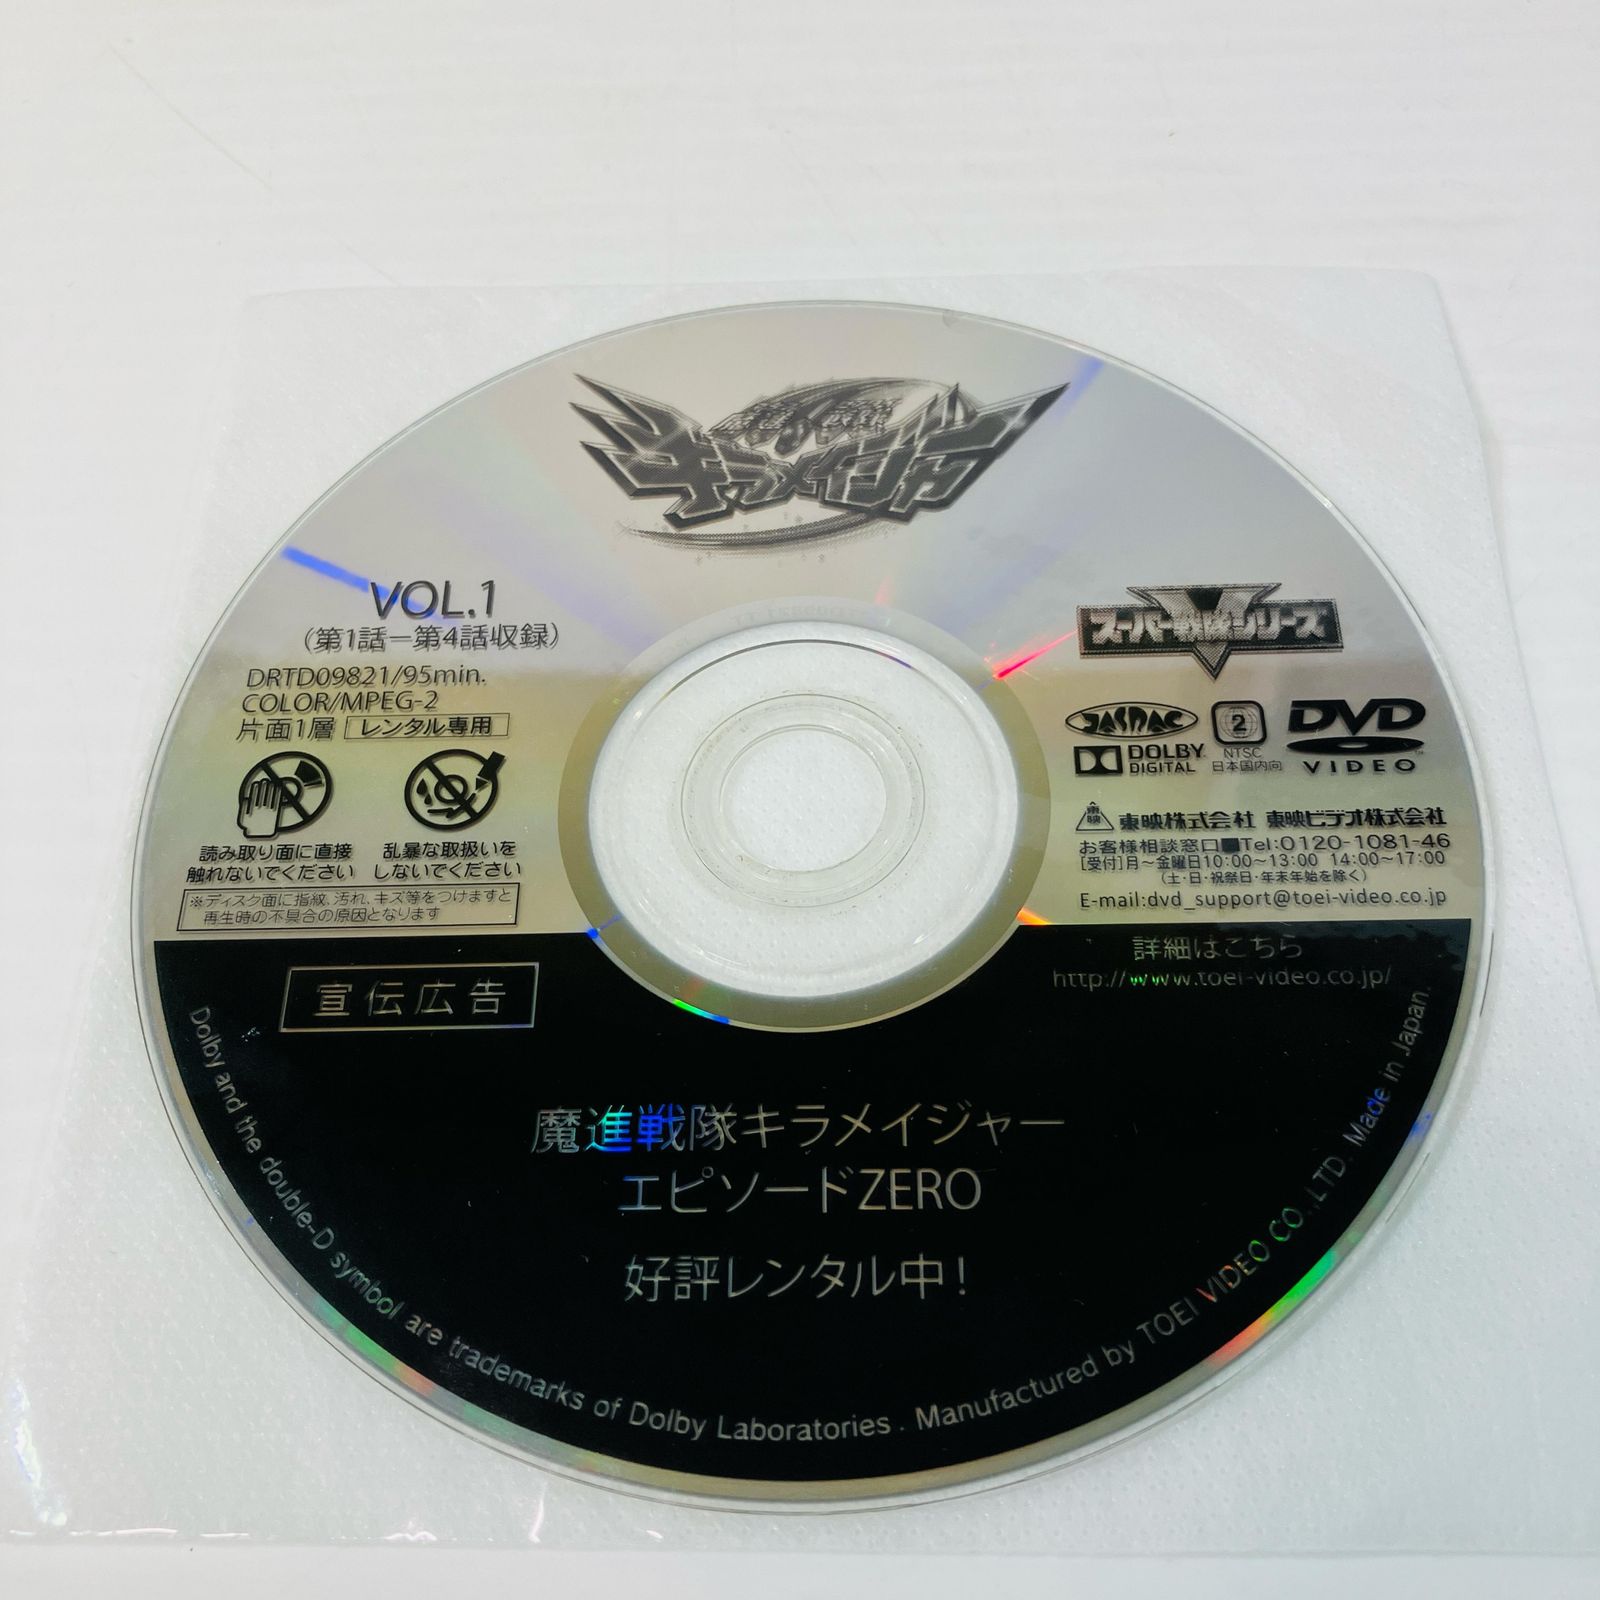 魔進戦隊
キラメイジャー
VOL.1
(第1話ー第4話収録)
DRTD09821/95min.
COLOR/MPEG-2
片面1層 レンタル専用
読み取り面に直接
触れないでください
乱暴な取扱いを
しないでください
※ディスク面に指紋、汚れ、キズ等をつけますと
再生時の不具合の原因となります
スーパー戦隊シリーズ
JASRAC
DOLBY
DIGITAL
2
NTSC
日本国内向
DVD
VIDEO
東映
東映株式会社 東映ビデオ株式会社
お客様相談窓口■Tel:0120-1081-46
[受付]月～金曜日10:00～13:00 14:00～17:00
(土・日・祝祭日・年末年始を除く)
E-mail:dvd_support@toei-video.co.jp
詳細はこちら
http://www.toei-video.co.jp/
宣伝広告
魔進戦隊キラメイジャー
エピソードZERO
好評レンタル中!
Dolby and the double-D symbol are trademarks of Dolby Laboratories . Manufactured by TOEI VIDEO CO.,LTD. Made in Japan.